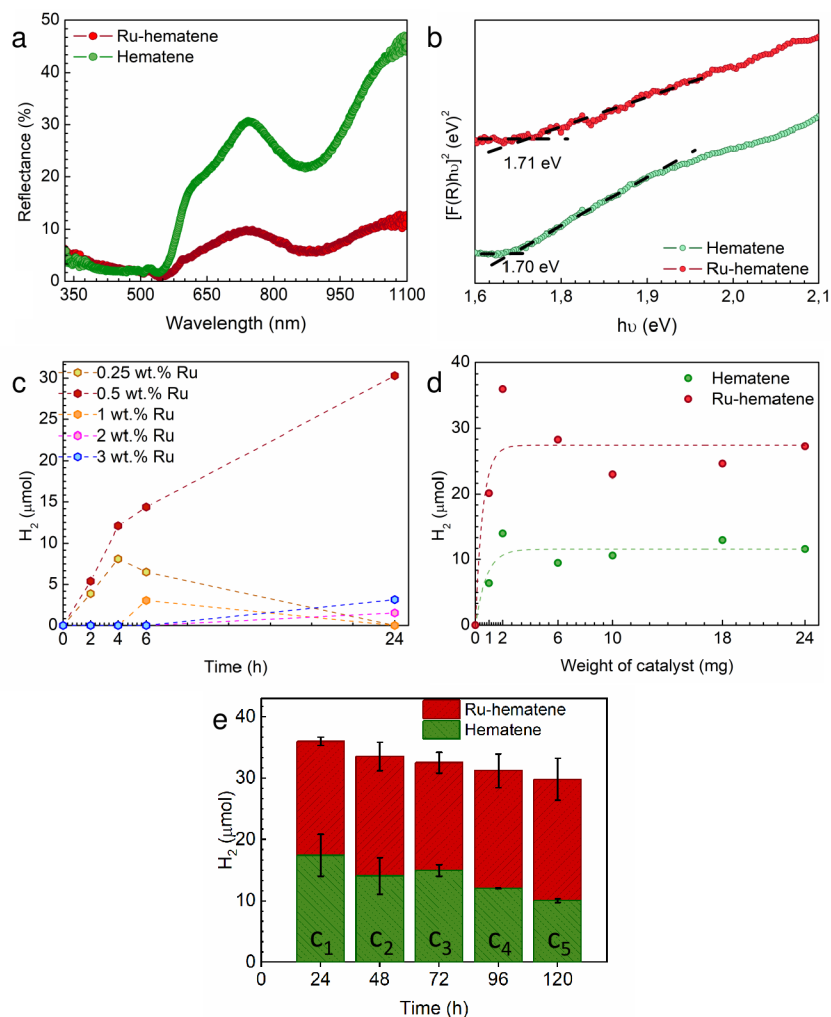 a
Ru-hematene
Hematene
50
40
30
20
10
0
Reflectance (%)
350 500 650 800 950 1100
Wavelength (nm)
b
[F(R)hυ]² (eV)²
1.71 eV
1.70 eV
Hematene
Ru-hematene
1,6 1,8 1,9 2,0 2,1
hυ (eV)
c
0.25 wt.% Ru
0.5 wt.% Ru
1 wt.% Ru
2 wt.% Ru
3 wt.% Ru
30
25
20
15
10
5
0
H₂ (μmol)
0 2 4 6 24
Time (h)
d
Hematene
Ru-hematene
40
30
20
10
0
H₂ (μmol)
0 1 2 6 10 18 24
Weight of catalyst (mg)
e
Ru-hematene
Hematene
40
30
20
10
0
H₂ (μmol)
C₁ C₂ C₃ C₄ C₅
0 24 48 72 96 120
Time (h)